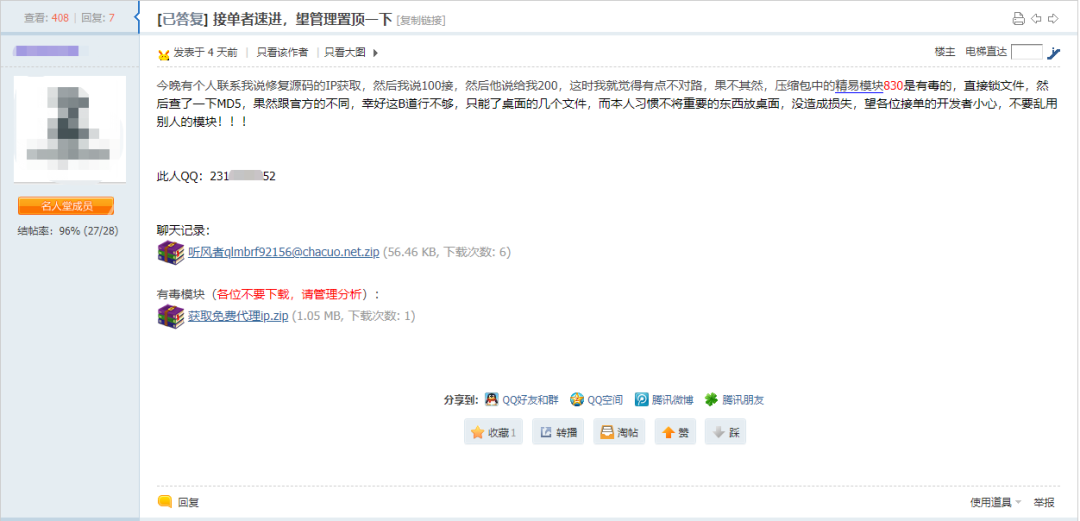 查看: 408 | 回复: 7
[已答复] 接单者速进，望管理置顶一下 [复制链接]
发表于 4 天前 | 只看该作者 | 只看大图
楼主 电梯直达
今晚有个人联系我说修复源码的IP获取，然后我说100接，然后他说给我200，这时我就觉得有点不对路，果不其然，压缩包中的精易模块830是有毒的，直接锁文件，然
后查了一下MD5，果然跟官方的不同，幸好这B道行不够，只能了桌面的几个文件，而本人习惯不将重要的东西放桌面，没造成损失，望各位接单的开发者小心，不要乱用
别人的模块！！！
此人QQ：231 52
名人堂成员
结帖率：96% (27/28)
聊天记录：
听风者qlmbrf92156@chacuo.net.zip (56.46 KB, 下载次数: 6)
有毒模块（各位不要下载，请管理分析）：
获取免费代理ip.zip (1.05 MB, 下载次数: 1)
分享到： QQ好友和群 QQ空间 腾讯微博 腾讯朋友
收藏1 转播 淘帖 赞 踩
回复
使用道具 举报